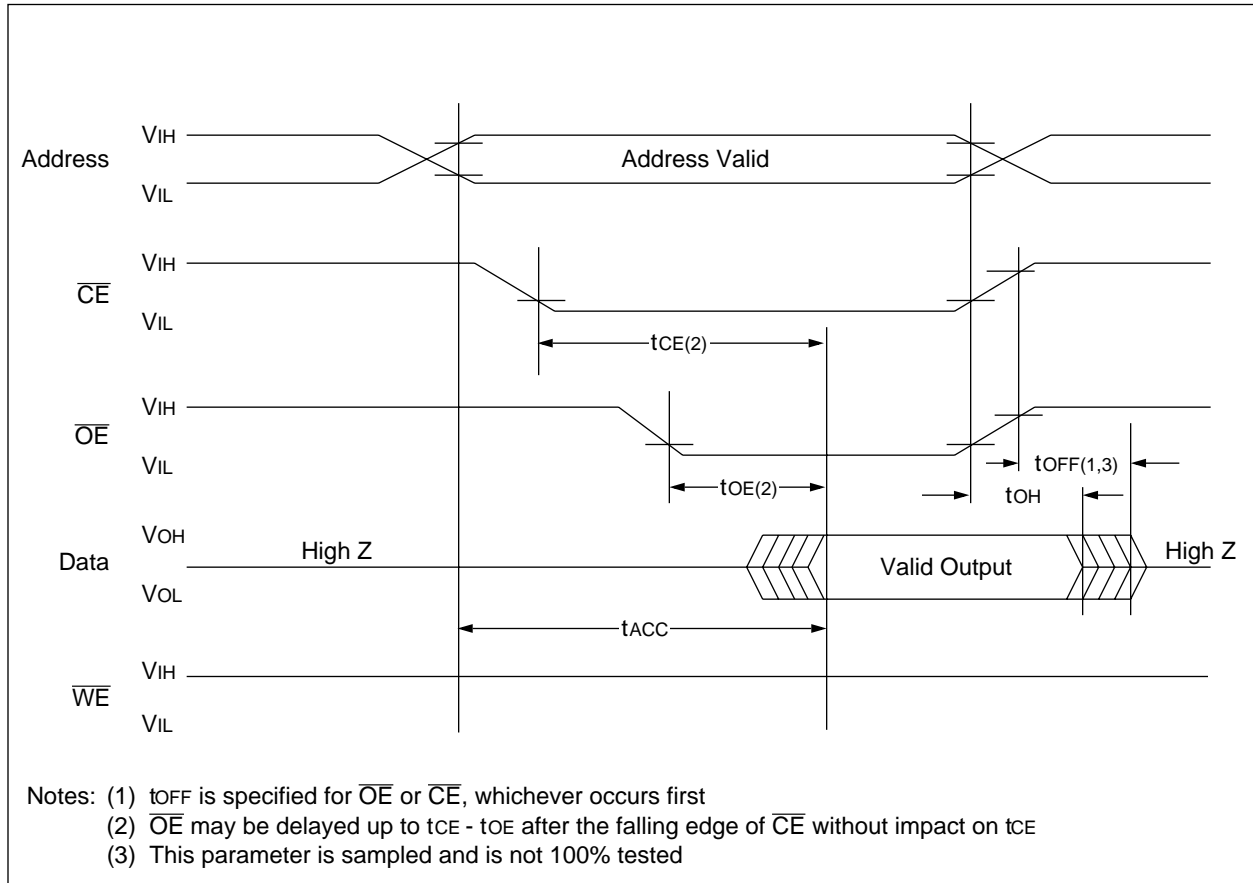 VIH
Address
Address Valid
VIL
VIH
CE
VIL
tCE(2)
VIH
OE
VIL
tOFF(1,3)
tOE(2)
tOH
VOH
High Z
Data
Valid Output
High Z
VOL
tACC
VIH
WE
VIL
Notes: (1) tOFF is specified for OE or CE, whichever occurs first
(2) OE may be delayed up to tCE - tOE after the falling edge of CE without impact on tCE
(3) This parameter is sampled and is not 100% tested